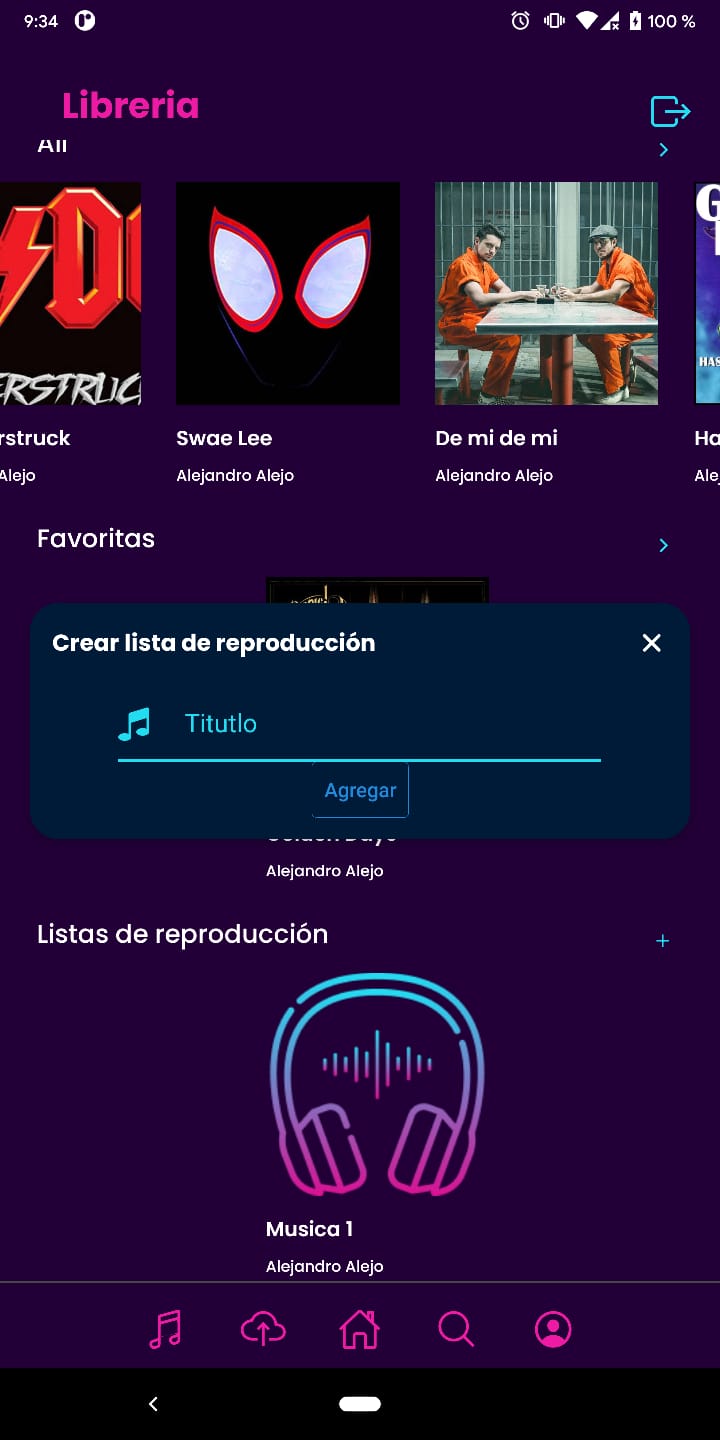 9:34
100 %
Libreria
All
rstruck
Swae Lee
De mi de mi
Ha
Alejo
Alejandro Alejo
Alejandro Alejo
Ale
Favoritas
Crear lista de reproducción
Titutlo
Agregar
Alejandro Alejo
Listas de reproducción
+
Musica 1
Alejandro Alejo